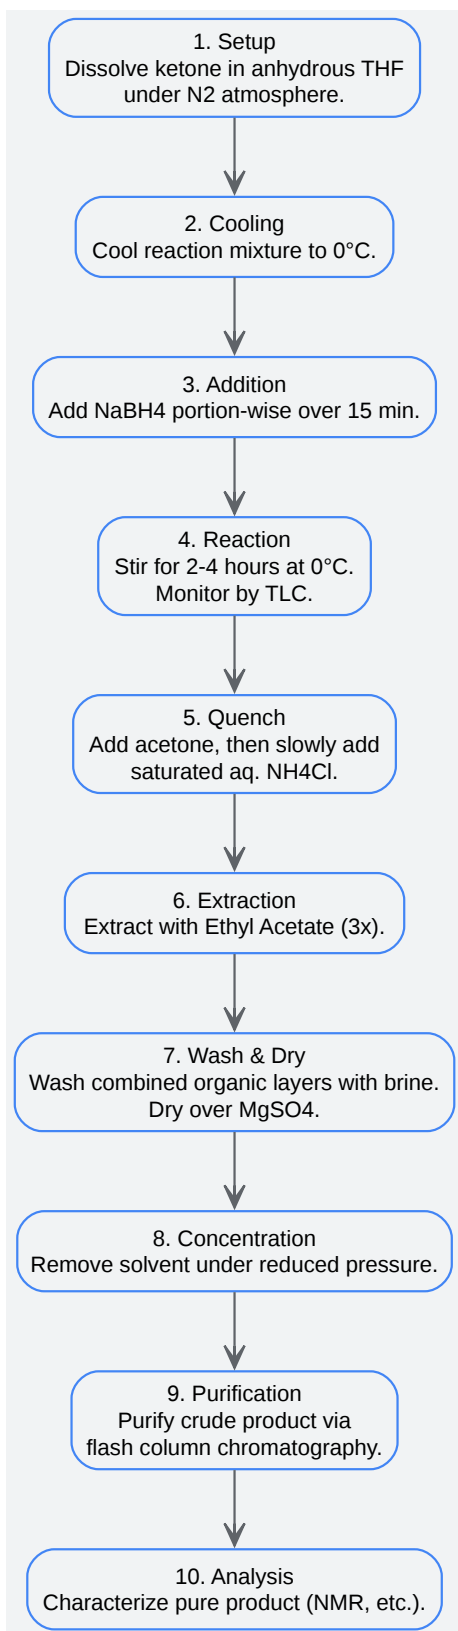 1. Setup
Dissolve ketone in anhydrous THF
under N2 atmosphere.
2. Cooling
Cool reaction mixture to 0°C.
3. Addition
Add NaBH4 portion-wise over 15 min.
4. Reaction
Stir for 2-4 hours at 0°C.
Monitor by TLC.
5. Quench
Add acetone, then slowly add
saturated aq. NH4Cl.
6. Extraction
Extract with Ethyl Acetate (3x).
7. Wash & Dry
Wash combined organic layers with brine.
Dry over MgSO4.
8. Concentration
Remove solvent under reduced pressure.
9. Purification
Purify crude product via
flash column chromatography.
10. Analysis
Characterize pure product (NMR, etc.).